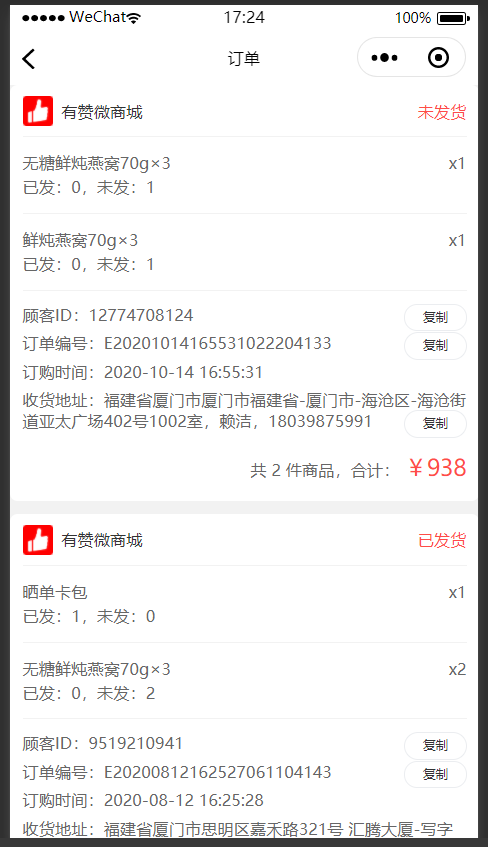 WeChat 17:24 100%
订单
有赞微商城 未发货
无糖鲜炖燕窝70g×3 x1
已发：0，未发：1
鲜炖燕窝70g×3 x1
已发：0，未发：1
顾客ID：12774708124 复制
订单编号：E20201014165531022204133 复制
订购时间：2020-10-14 16:55:31
收货地址：福建省厦门市厦门市福建省-厦门市-海沧区-海沧街
道亚太广场402号1002室，赖洁，18039875991 复制
共 2 件商品，合计： ￥938
有赞微商城 已发货
晒单卡包 x1
已发：1，未发：0
无糖鲜炖燕窝70g×3 x2
已发：0，未发：2
顾客ID：9519210941 复制
订单编号：E20200812162527061104143 复制
订购时间：2020-08-12 16:25:28
收货地址：福建省厦门市思明区嘉禾路321号 汇腾大厦-写字